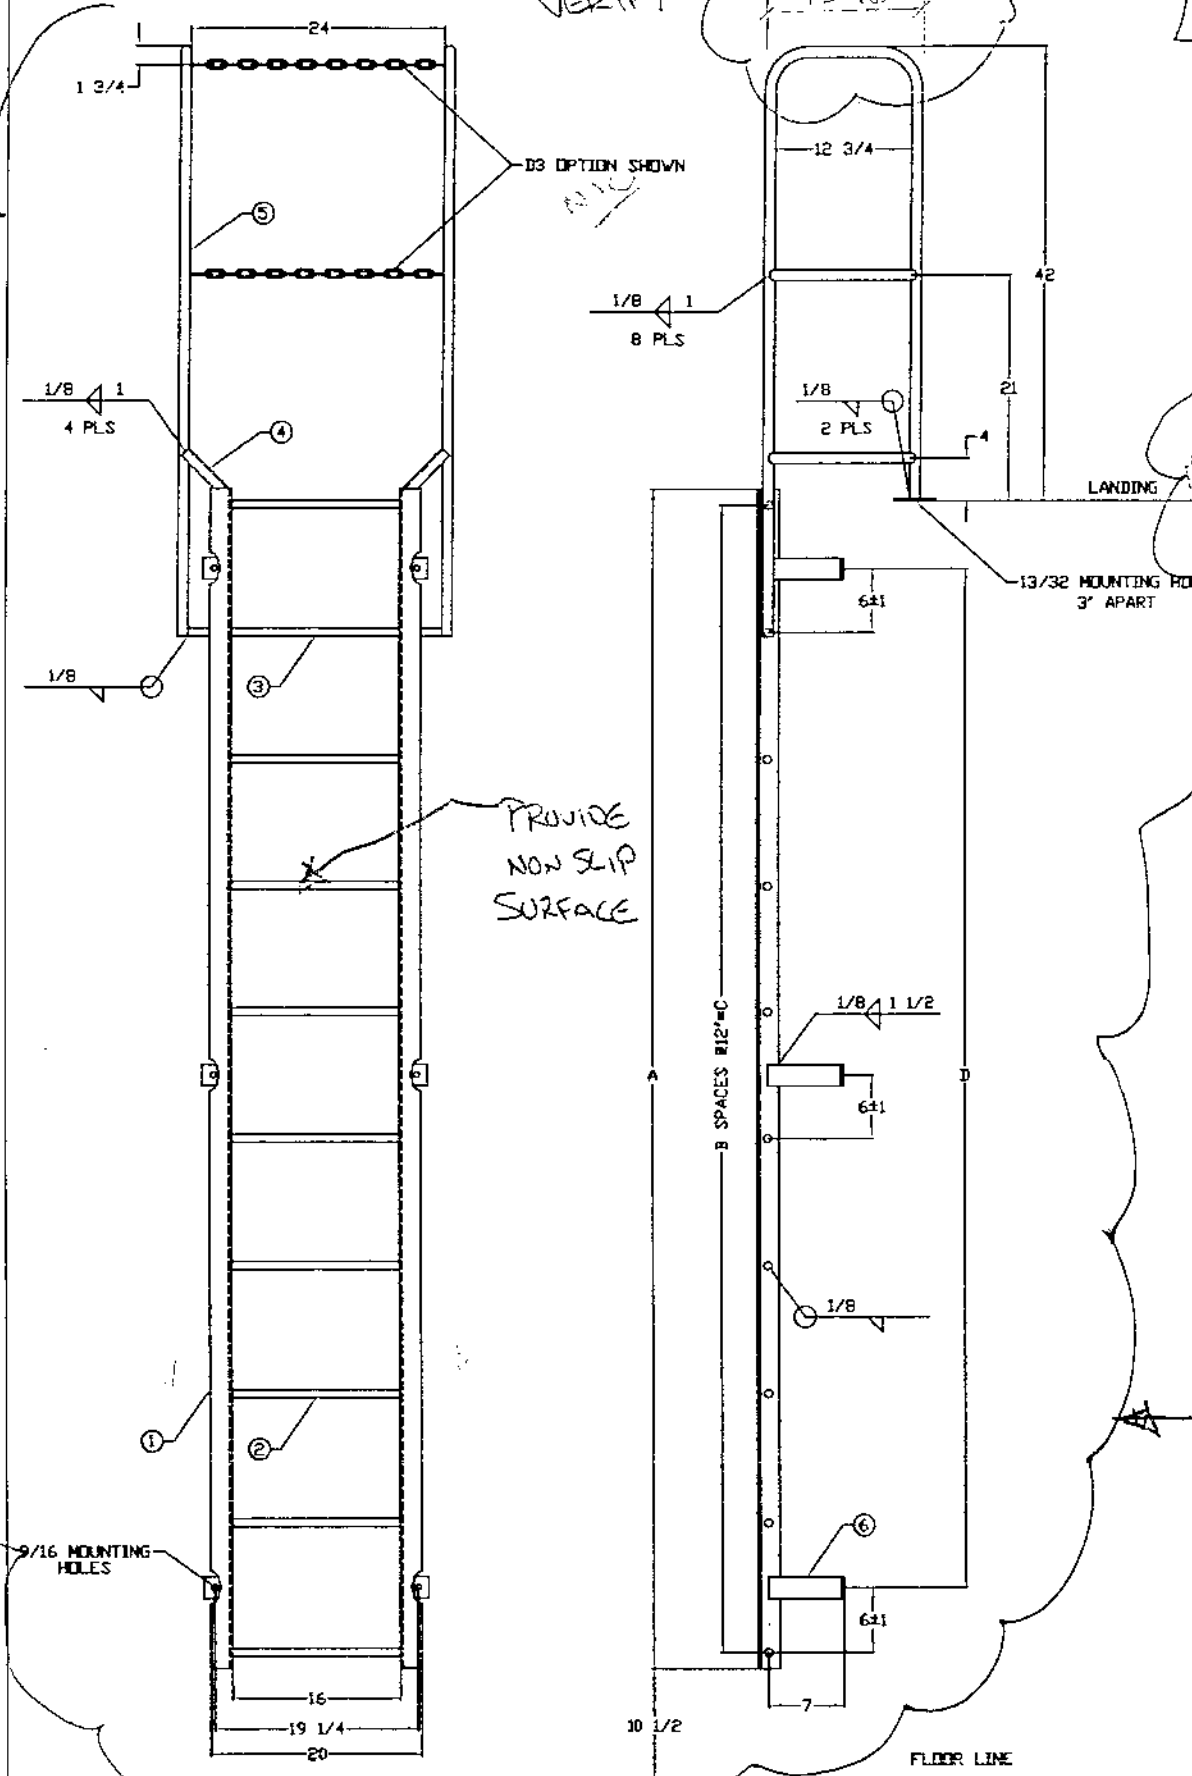 VERIFY
24
1 3/4
12 3/4
D3 OPTION SHOWN
NIC
5
42
1/8 1
8 PLS
21
1/8 1
4 PLS
4
1/8
2 PLS
4
LANDING
13/32 MOUNTING
3" APART
6±1
1/8
3
PROVIDE
NON SLIP
SURFACE
1/8 1 1/2
B SPACES @12"=C
A
D
6±1
1/8
1
2
6
9/16 MOUNTING
HOLES
6±1
16
7
19 1/4
10 1/2
20
FLOOR LINE